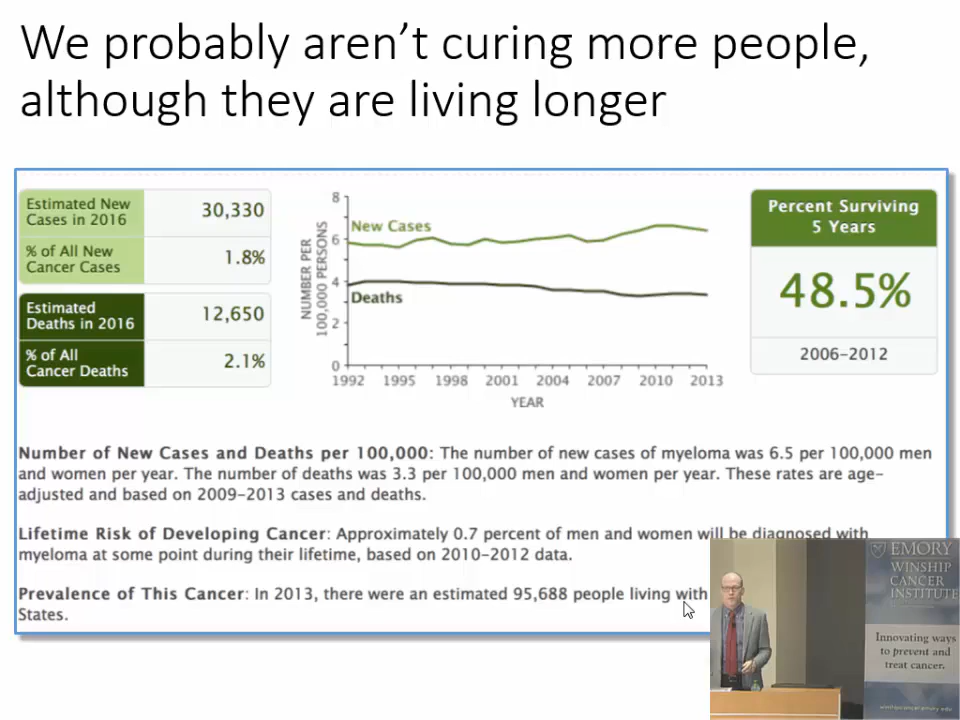 We probably aren't curing more people,
although they are living longer
Estimated New
Cases in 2016
30,330
% of All New
Cancer Cases
1.8%
Estimated
Deaths in 2016
12,650
% of All
Cancer Deaths
2.1%
NUMBER PER
100,000 PERSONS
8
6
4
2
0
New Cases
Deaths
1992 1995 1998 2001 2004 2007 2010 2013
YEAR
Percent Surviving
5 Years
48.5%
2006–2012
Number of New Cases and Deaths per 100,000: The number of new cases of myeloma was 6.5 per 100,000 men
and women per year. The number of deaths was 3.3 per 100,000 men and women per year. These rates are age-
adjusted and based on 2009–2013 cases and deaths.
Lifetime Risk of Developing Cancer: Approximately 0.7 percent of men and women will be diagnosed with
myeloma at some point during their lifetime, based on 2010–2012 data.
Prevalence of This Cancer: In 2013, there were an estimated 95,688 people living with
States.
EMORY
WINSHIP
CANCER
INSTITUTE
Innovating ways
to prevent and
treat cancer.
winshipcancer.emory.edu